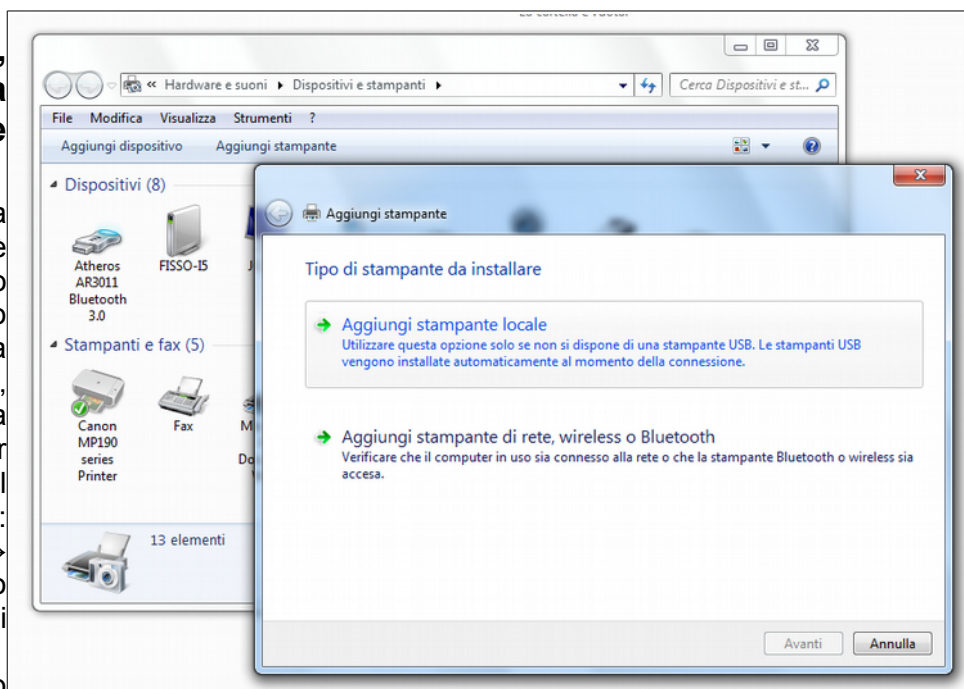 « Hardware e suoni ▸ Dispositivi e stampanti ▸
Cerca Dispositivi e st...
File Modifica Visualizza Strumenti ?
Aggiungi dispositivo Aggiungi stampante
Dispositivi (8)
Atheros
AR3011
Bluetooth
3.0
FISSO-I5
Stampanti e fax (5)
Canon
MP190
series
Printer
Fax
13 elementi
Aggiungi stampante
Tipo di stampante da installare
Aggiungi stampante locale
Utilizzare questa opzione solo se non si dispone di una stampante USB. Le stampanti USB
vengono installate automaticamente al momento della connessione.
Aggiungi stampante di rete, wireless o Bluetooth
Verificare che il computer in uso sia connesso alla rete o che la stampante Bluetooth o wireless sia
accesa.
Avanti Annulla